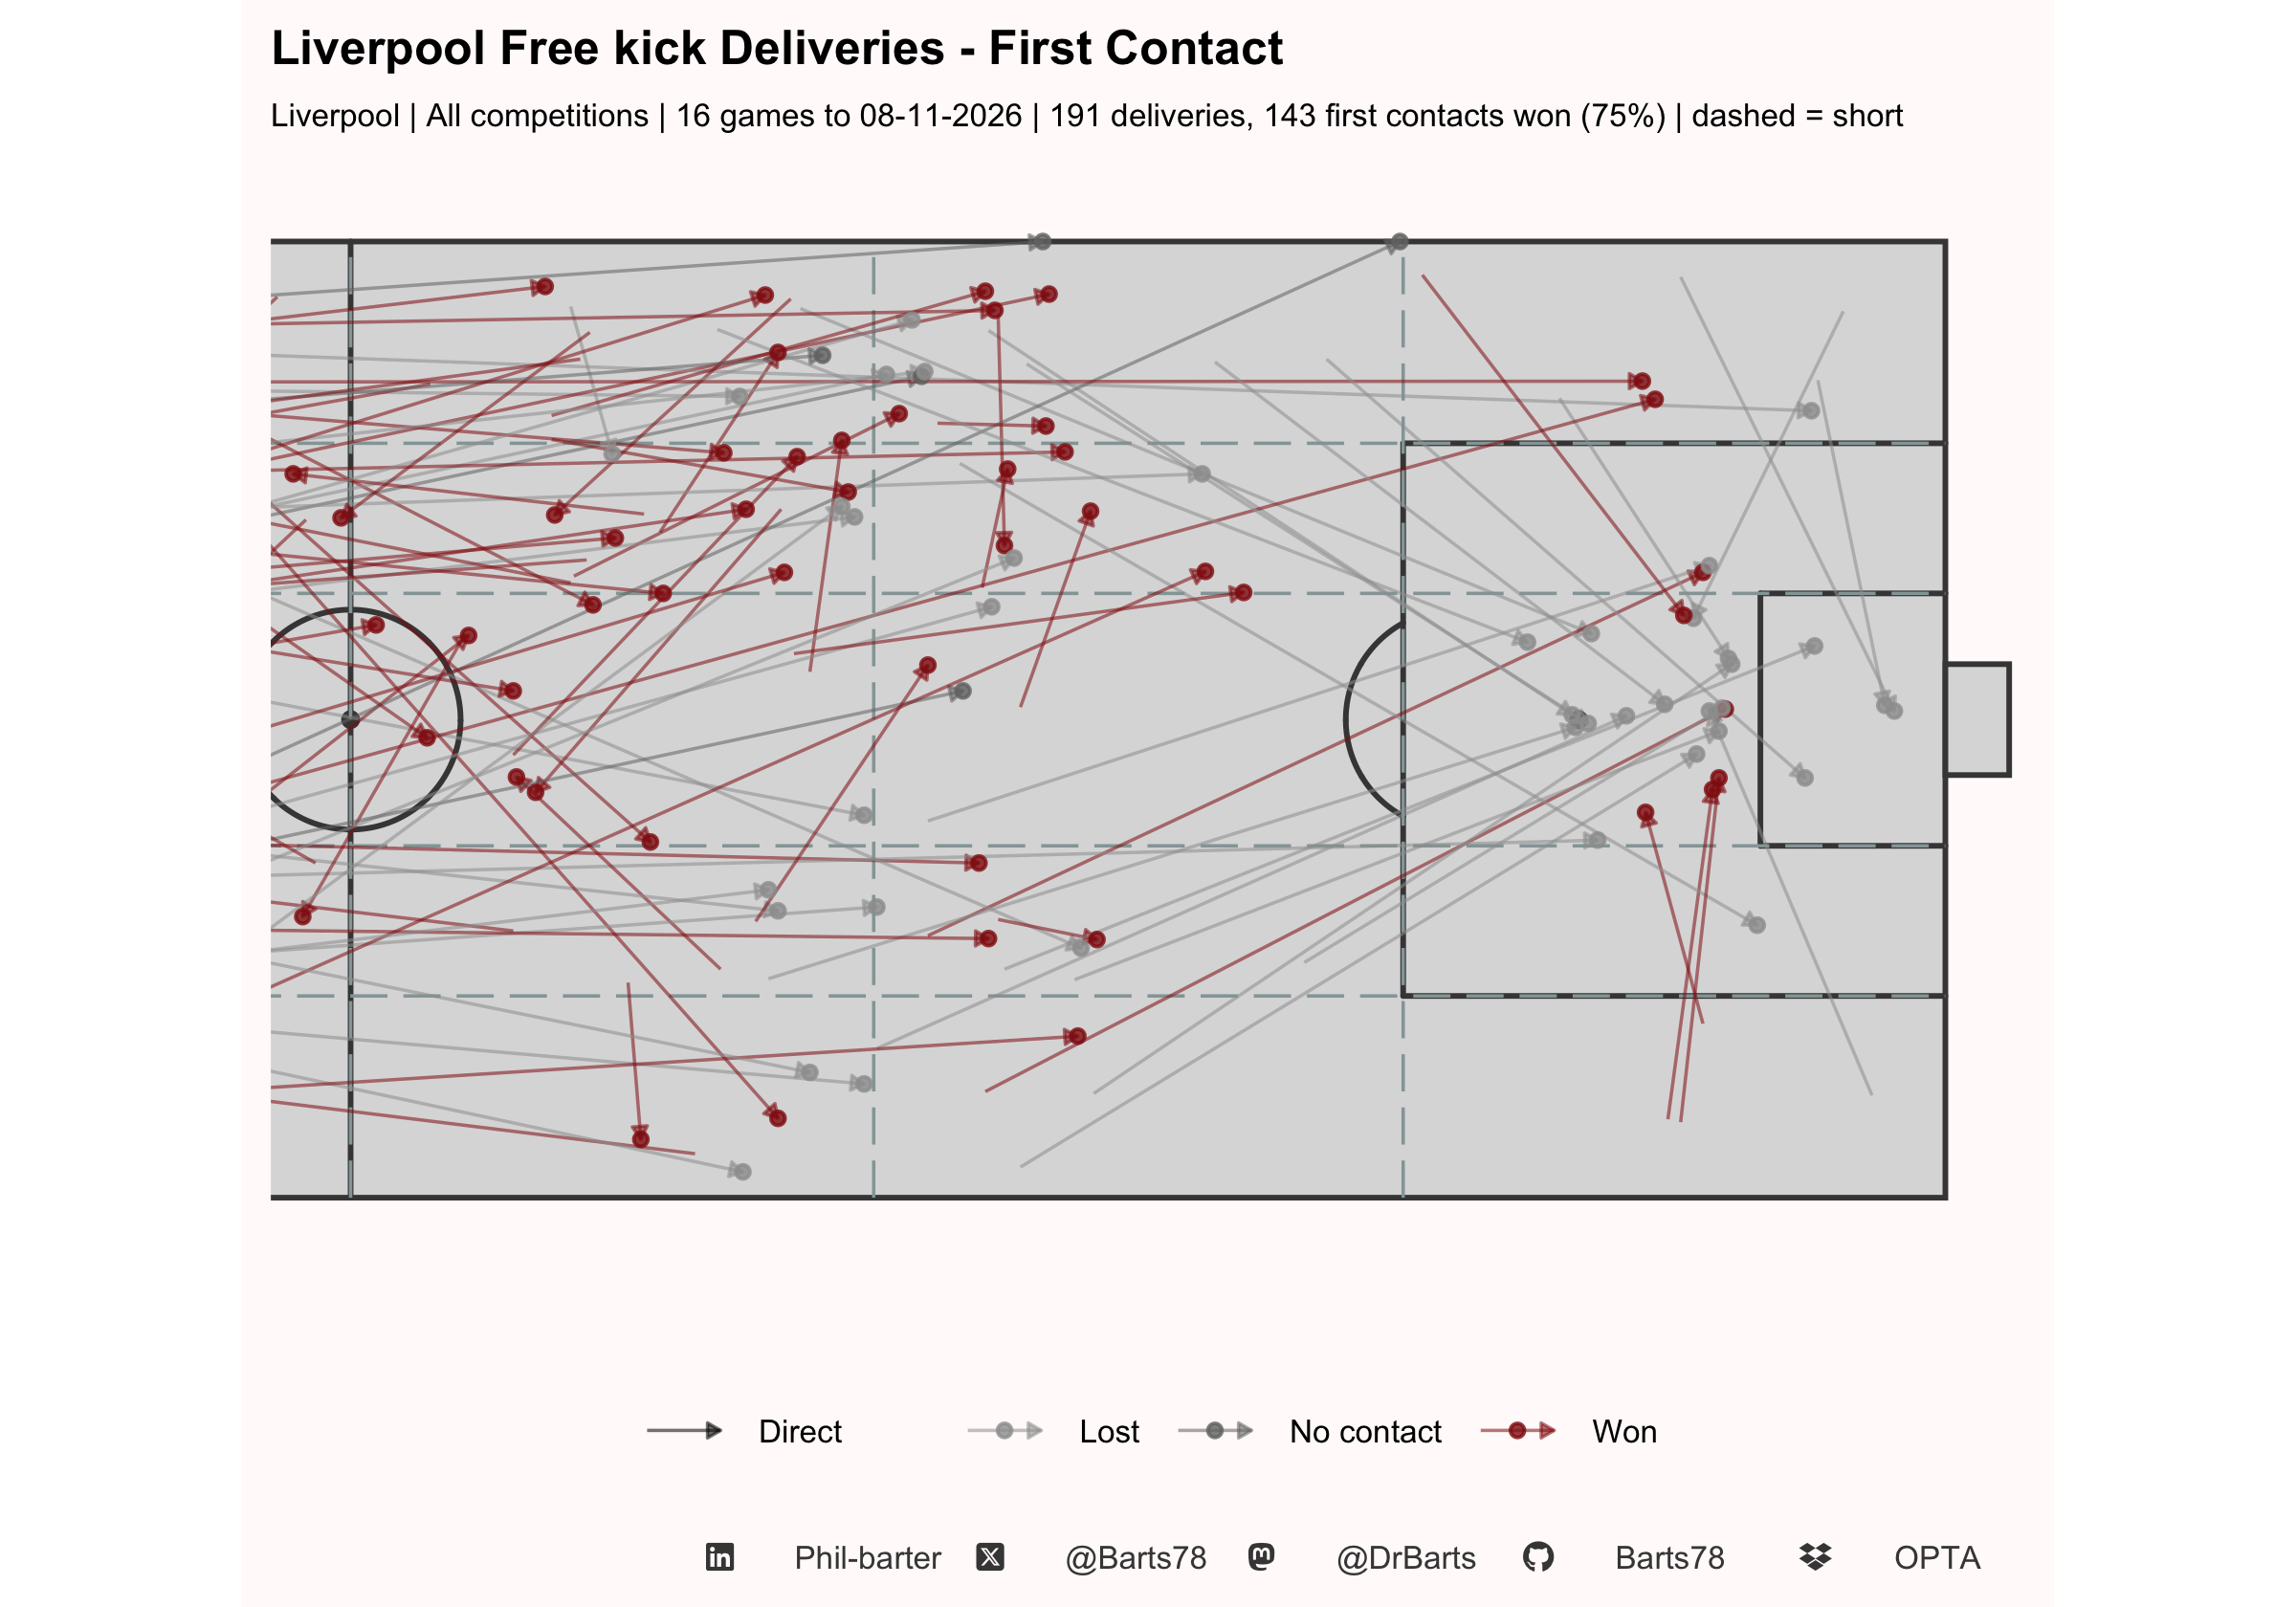 Liverpool Free kick Deliveries - First Contact
Liverpool | All competitions | 16 games to 08-11-2026 | 191 deliveries, 143 first contacts won (75%) | dashed = short
Direct Lost No contact Won
Phil-barter @Barts78 @DrBarts Barts78 OPTA